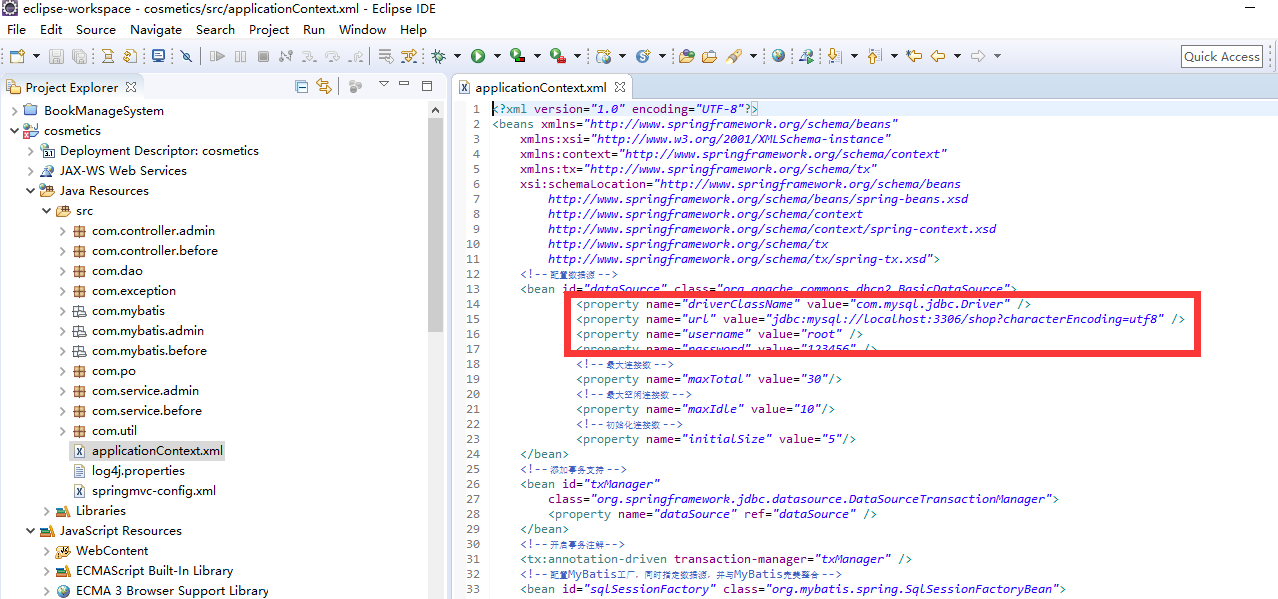 eclipse-workspace - cosmetics/src/applicationContext.xml - Eclipse IDE
File Edit Source Navigate Search Project Run Window Help
Quick Access
Project Explorer
BookManageSystem
cosmetics
Deployment Descriptor: cosmetics
JAX-WS Web Services
Java Resources
src
com.controller.admin
com.controller.before
com.dao
com.exception
com.mybatis
com.mybatis.admin
com.mybatis.before
com.po
com.service.admin
com.service.before
com.util
applicationContext.xml
log4j.properties
springmvc-config.xml
Libraries
JavaScript Resources
WebContent
ECMAScript Built-In Library
ECMA 3 Browser Support Library
applicationContext.xml
1 <?xml version="1.0" encoding="UTF-8"?>
2 <beans xmlns="http://www.springframework.org/schema/beans"
3 xmlns:xsi="http://www.w3.org/2001/XMLSchema-instance"
4 xmlns:context="http://www.springframework.org/schema/context"
5 xmlns:tx="http://www.springframework.org/schema/tx"
6 xsi:schemaLocation="http://www.springframework.org/schema/beans
7 http://www.springframework.org/schema/beans/spring-beans.xsd
8 http://www.springframework.org/schema/context
9 http://www.springframework.org/schema/context/spring-context.xsd
10 http://www.springframework.org/schema/tx
11 http://www.springframework.org/schema/tx/spring-tx.xsd">
12 <!-- 配置数据源 -->
13 <bean id="dataSource" class="org.apache.commons.dbcp2.BasicDataSource">
14 <property name="driverClassName" value="com.mysql.jdbc.Driver" />
15 <property name="url" value="jdbc:mysql://localhost:3306/shop?characterEncoding=utf8" />
16 <property name="username" value="root" />
17 <property name="password" value="123456" />
18 <!-- 最大连接数 -->
19 <property name="maxTotal" value="30"/>
20 <!-- 最大空闲连接数 -->
21 <property name="maxIdle" value="10"/>
22 <!-- 初始化连接数 -->
23 <property name="initialSize" value="5"/>
24 </bean>
25 <!-- 添加事务支持 -->
26 <bean id="txManager"
27 class="org.springframework.jdbc.datasource.DataSourceTransactionManager">
28 <property name="dataSource" ref="dataSource" />
29 </bean>
30 <!-- 开启事务注解-->
31 <tx:annotation-driven transaction-manager="txManager" />
32 <!-- 配置MyBatis工厂，同时指定数据源，并与MyBatis完美整合 -->
33 <bean id="sqlSessionFactory" class="org.mybatis.spring.SqlSessionFactoryBean">